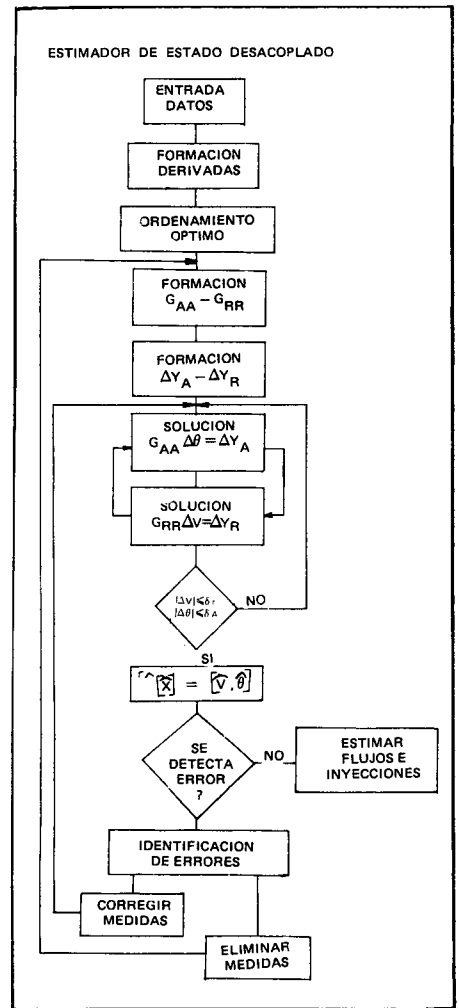 ESTIMADOR DE ESTADO DESACOPLADO
ENTRADA
DATOS
FORMACION
DERIVADAS
ORDENAMIENTO
OPTIMO
FORMACION
G_AA – G_RR
FORMACION
ΔY_A – ΔY_R
SOLUCION
G_AA Δθ = ΔY_A
SOLUCION
G_RR ΔV = ΔY_R
|ΔV| ≤ δr
|Δθ| ≤ δA
NO
SI
[x̂] = [v̂, θ̂]
SE
DETECTA
ERROR
?
NO
ESTIMAR
FLUJOS E
INYECCIONES
IDENTIFICACION
DE ERRORES
CORREGIR
MEDIDAS
ELIMINAR
MEDIDAS